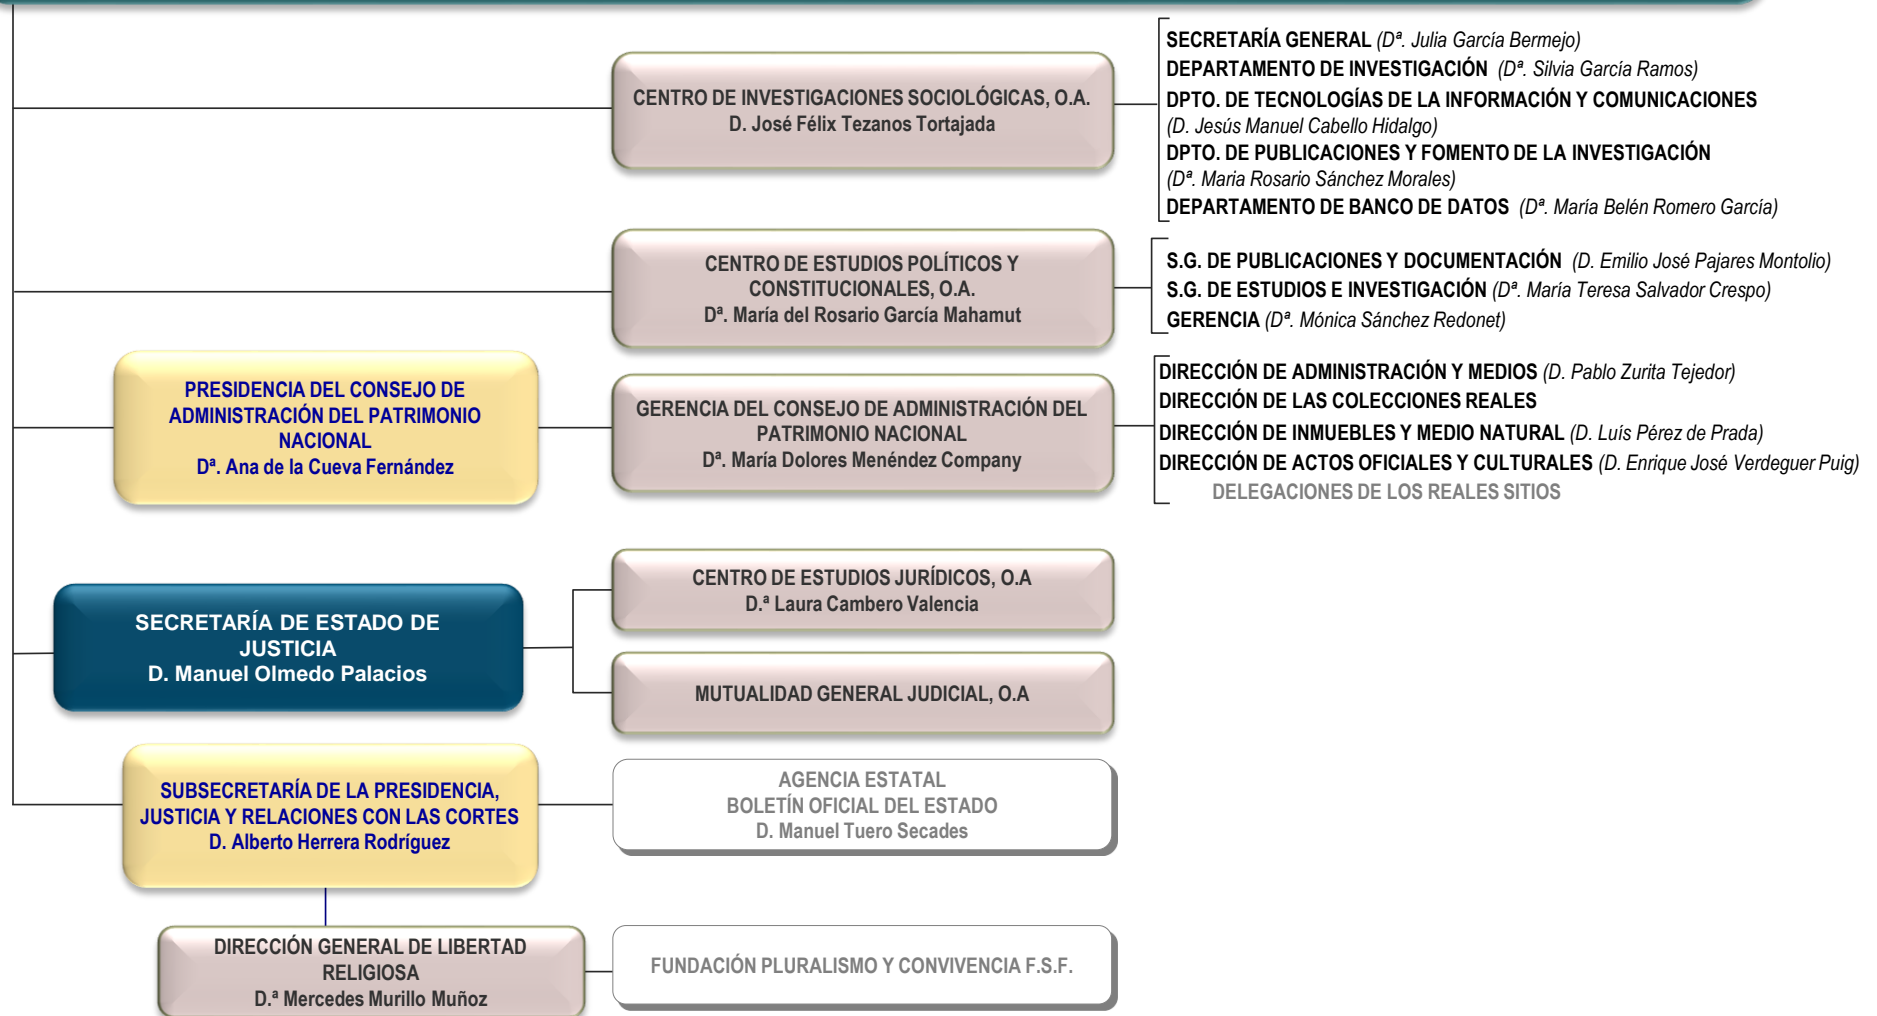 CENTRO DE INVESTIGACIONES SOCIOLÓGICAS, O.A.
D. José Félix Tezanos Tortajada
SECRETARÍA GENERAL (Dª. Julia García Bermejo)
DEPARTAMENTO DE INVESTIGACIÓN (Dª. Silvia García Ramos)
DPTO. DE TECNOLOGÍAS DE LA INFORMACIÓN Y COMUNICACIONES
(D. Jesús Manuel Cabello Hidalgo)
DPTO. DE PUBLICACIONES Y FOMENTO DE LA INVESTIGACIÓN
(Dª. Maria Rosario Sánchez Morales)
DEPARTAMENTO DE BANCO DE DATOS (Dª. María Belén Romero García)
CENTRO DE ESTUDIOS POLÍTICOS Y
CONSTITUCIONALES, O.A.
Dª. María del Rosario García Mahamut
S.G. DE PUBLICACIONES Y DOCUMENTACIÓN (D. Emilio José Pajares Montolio)
S.G. DE ESTUDIOS E INVESTIGACIÓN (Dª. María Teresa Salvador Crespo)
GERENCIA (Dª. Mónica Sánchez Redonet)
PRESIDENCIA DEL CONSEJO DE
ADMINISTRACIÓN DEL PATRIMONIO
NACIONAL
Dª. Ana de la Cueva Fernández
GERENCIA DEL CONSEJO DE ADMINISTRACIÓN DEL
PATRIMONIO NACIONAL
Dª. María Dolores Menéndez Company
DIRECCIÓN DE ADMINISTRACIÓN Y MEDIOS (D. Pablo Zurita Tejedor)
DIRECCIÓN DE LAS COLECCIONES REALES
DIRECCIÓN DE INMUEBLES Y MEDIO NATURAL (D. Luís Pérez de Prada)
DIRECCIÓN DE ACTOS OFICIALES Y CULTURALES (D. Enrique José Verdeguer Puig)
DELEGACIONES DE LOS REALES SITIOS
SECRETARÍA DE ESTADO DE
JUSTICIA
D. Manuel Olmedo Palacios
CENTRO DE ESTUDIOS JURÍDICOS, O.A
D.ª Laura Cambero Valencia
MUTUALIDAD GENERAL JUDICIAL, O.A
SUBSECRETARÍA DE LA PRESIDENCIA,
JUSTICIA Y RELACIONES CON LAS CORTES
D. Alberto Herrera Rodríguez
AGENCIA ESTATAL
BOLETÍN OFICIAL DEL ESTADO
D. Manuel Tuero Secades
DIRECCIÓN GENERAL DE LIBERTAD
RELIGIOSA
D.ª Mercedes Murillo Muñoz
FUNDACIÓN PLURALISMO Y CONVIVENCIA F.S.F.